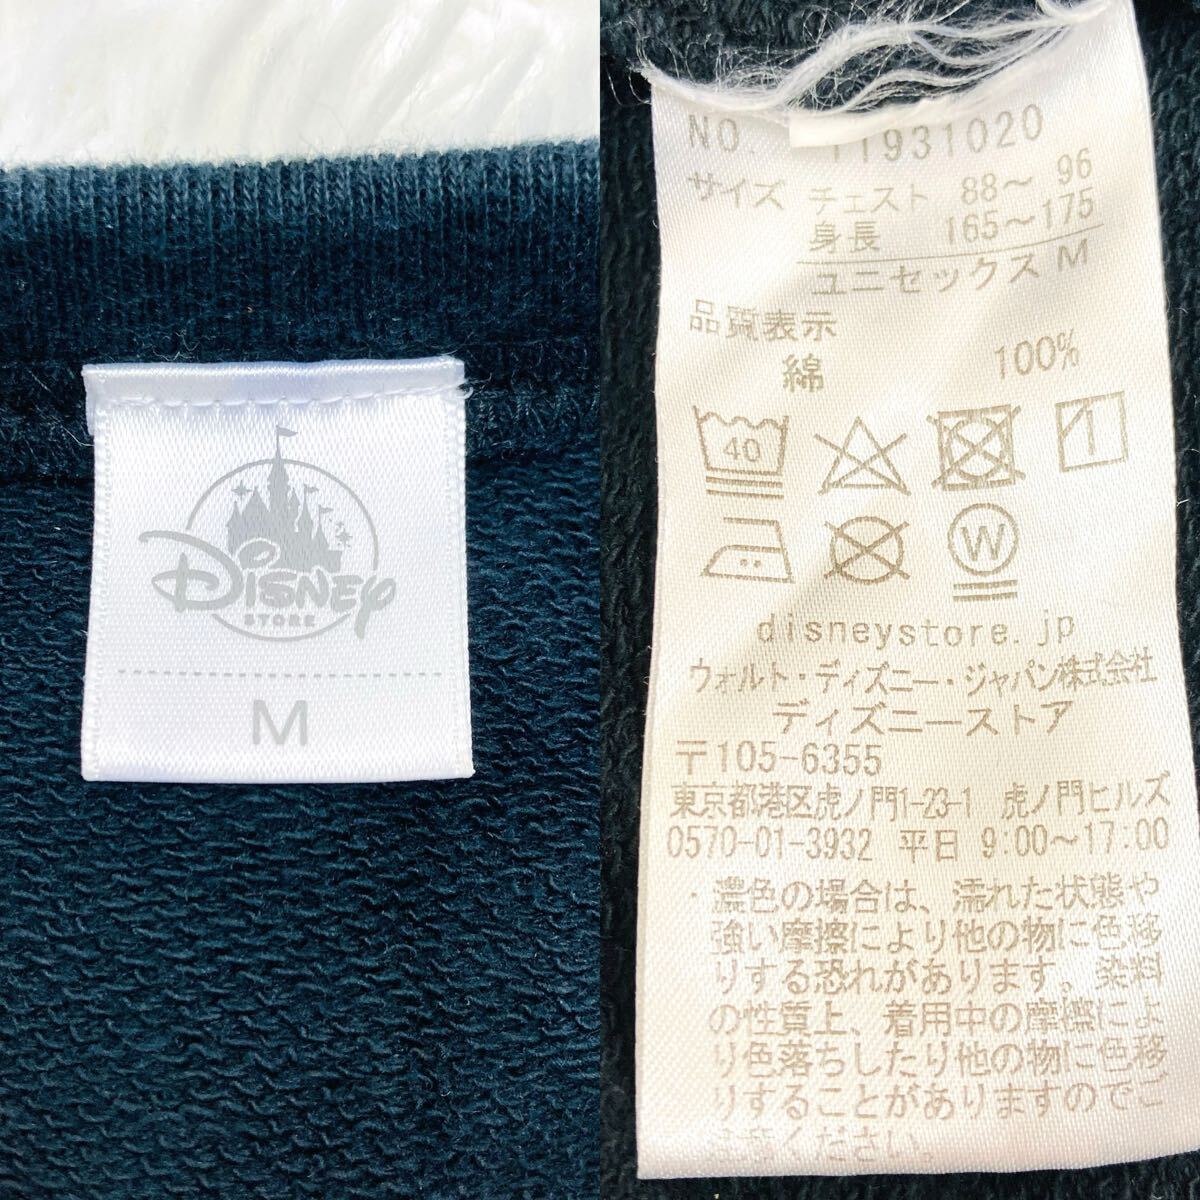 DISNEY
STORE
M
NO. 11931020
サイズ チェスト 88～ 96
身長 165～175
ユニセックス M
品質表示
綿 100%
40
W
disneystore.jp
ウォルト・ディズニー・ジャパン株式会社
ディズニーストア
〒105-6355
東京都港区虎ノ門1-23-1 虎ノ門ヒルズ
0570-01-3932 平日 9:00～17:00
・濃色の場合は、濡れた状態や
強い摩擦により他の物に色移
りする恐れがあります。染料
の性質上、着用中の摩擦によ
り色落ちしたり他の物に色移
りすることがありますのでご
注意ください。